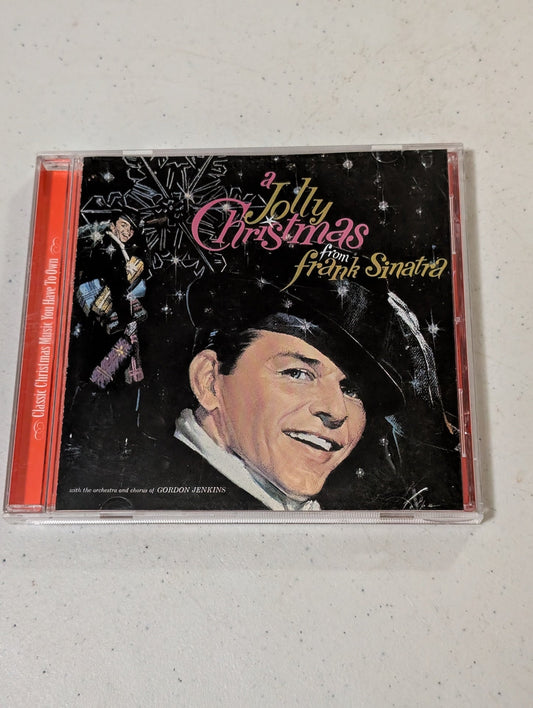 Classic Christmas Music You Have To Own
a
Jolly
Christmas
from
frank Sinatra
with the orchestra and chorus of GORDON JENKINS